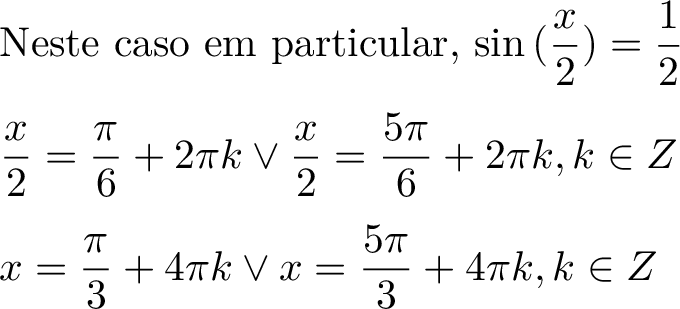 Neste caso em particular, sin (x/2) = 1/2
x/2 = π/6 + 2πk ∨ x/2 = 5π/6 + 2πk, k ∈ Z
x = π/3 + 4πk ∨ x = 5π/3 + 4πk, k ∈ Z